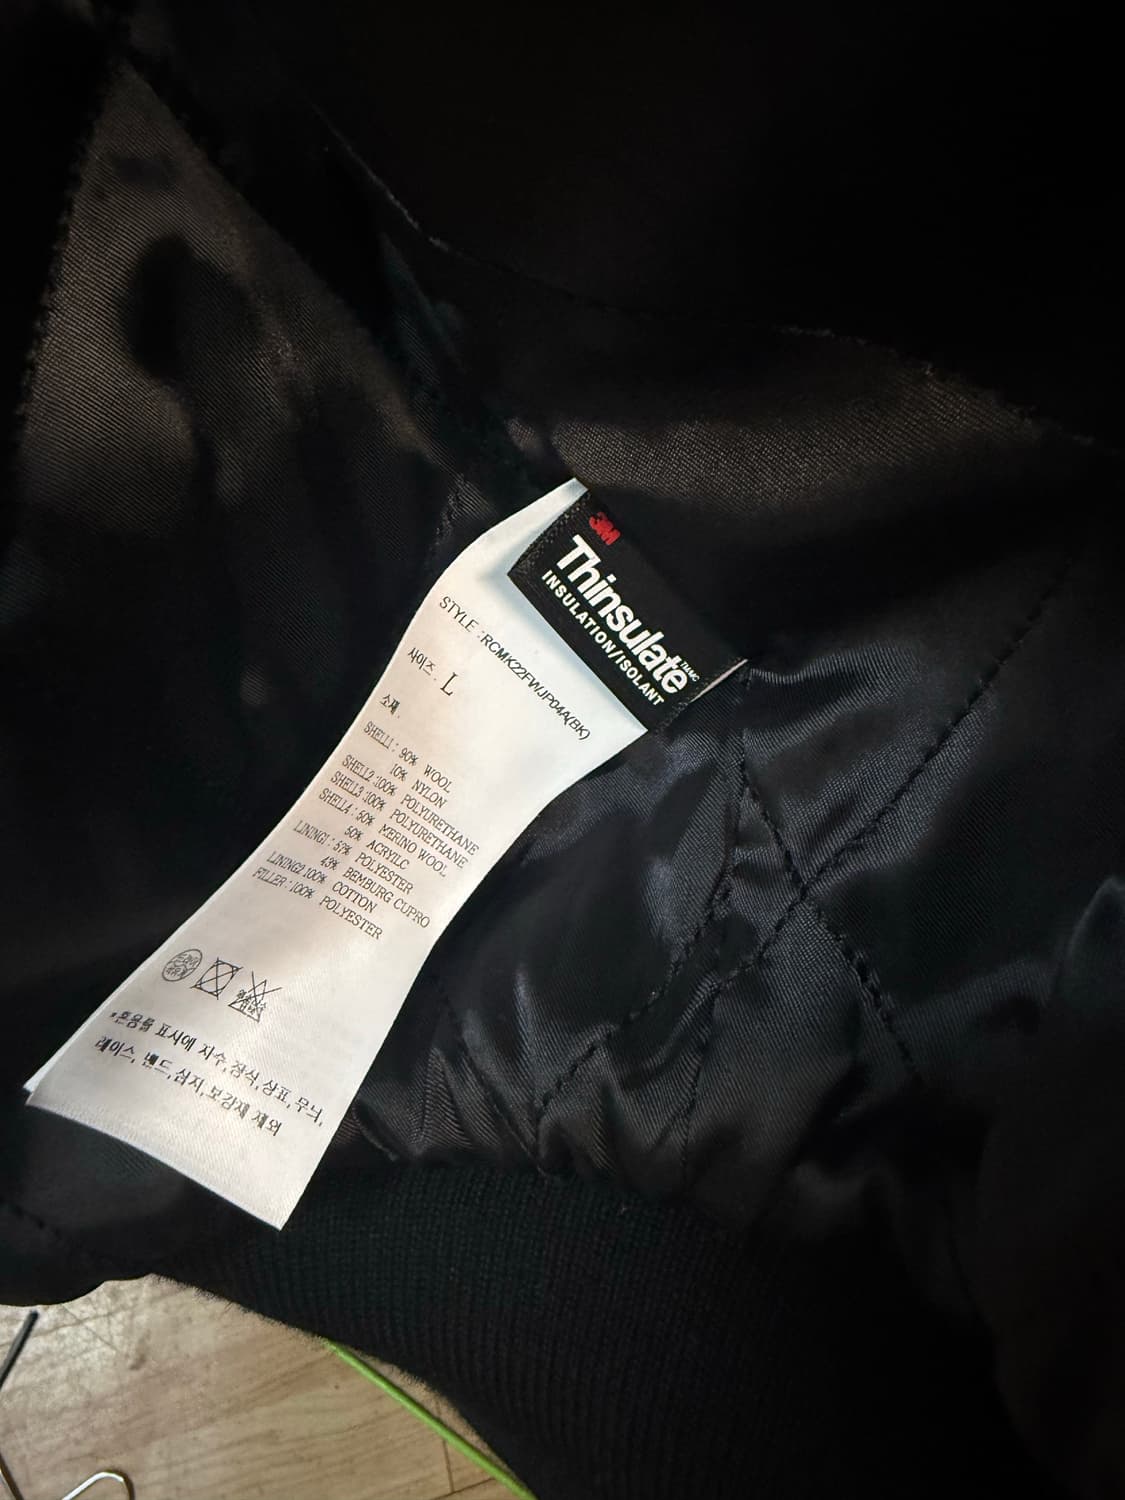 3M
Thinsulate
INSULATION/ISOLANT
STYLE :RCMK22FWJP04A(BK)
사이즈. L
소재.
SHELL1 : 90% WOOL
10% NYLON
SHELL2 :100% POLYURETHANE
SHELL3 :100% POLYURETHANE
SHELL4 : 50% MERINO WOOL
50% ACRYLIC
LINING1 : 57% POLYESTER
43% BEMBURG CUPRO
LINING2 100% COTTON
FILLER : 100% POLYESTER
드라이
*혼용률 표시에 자수,장식,상표,무늬,
레이스, 밴드,심지,보강재 제외